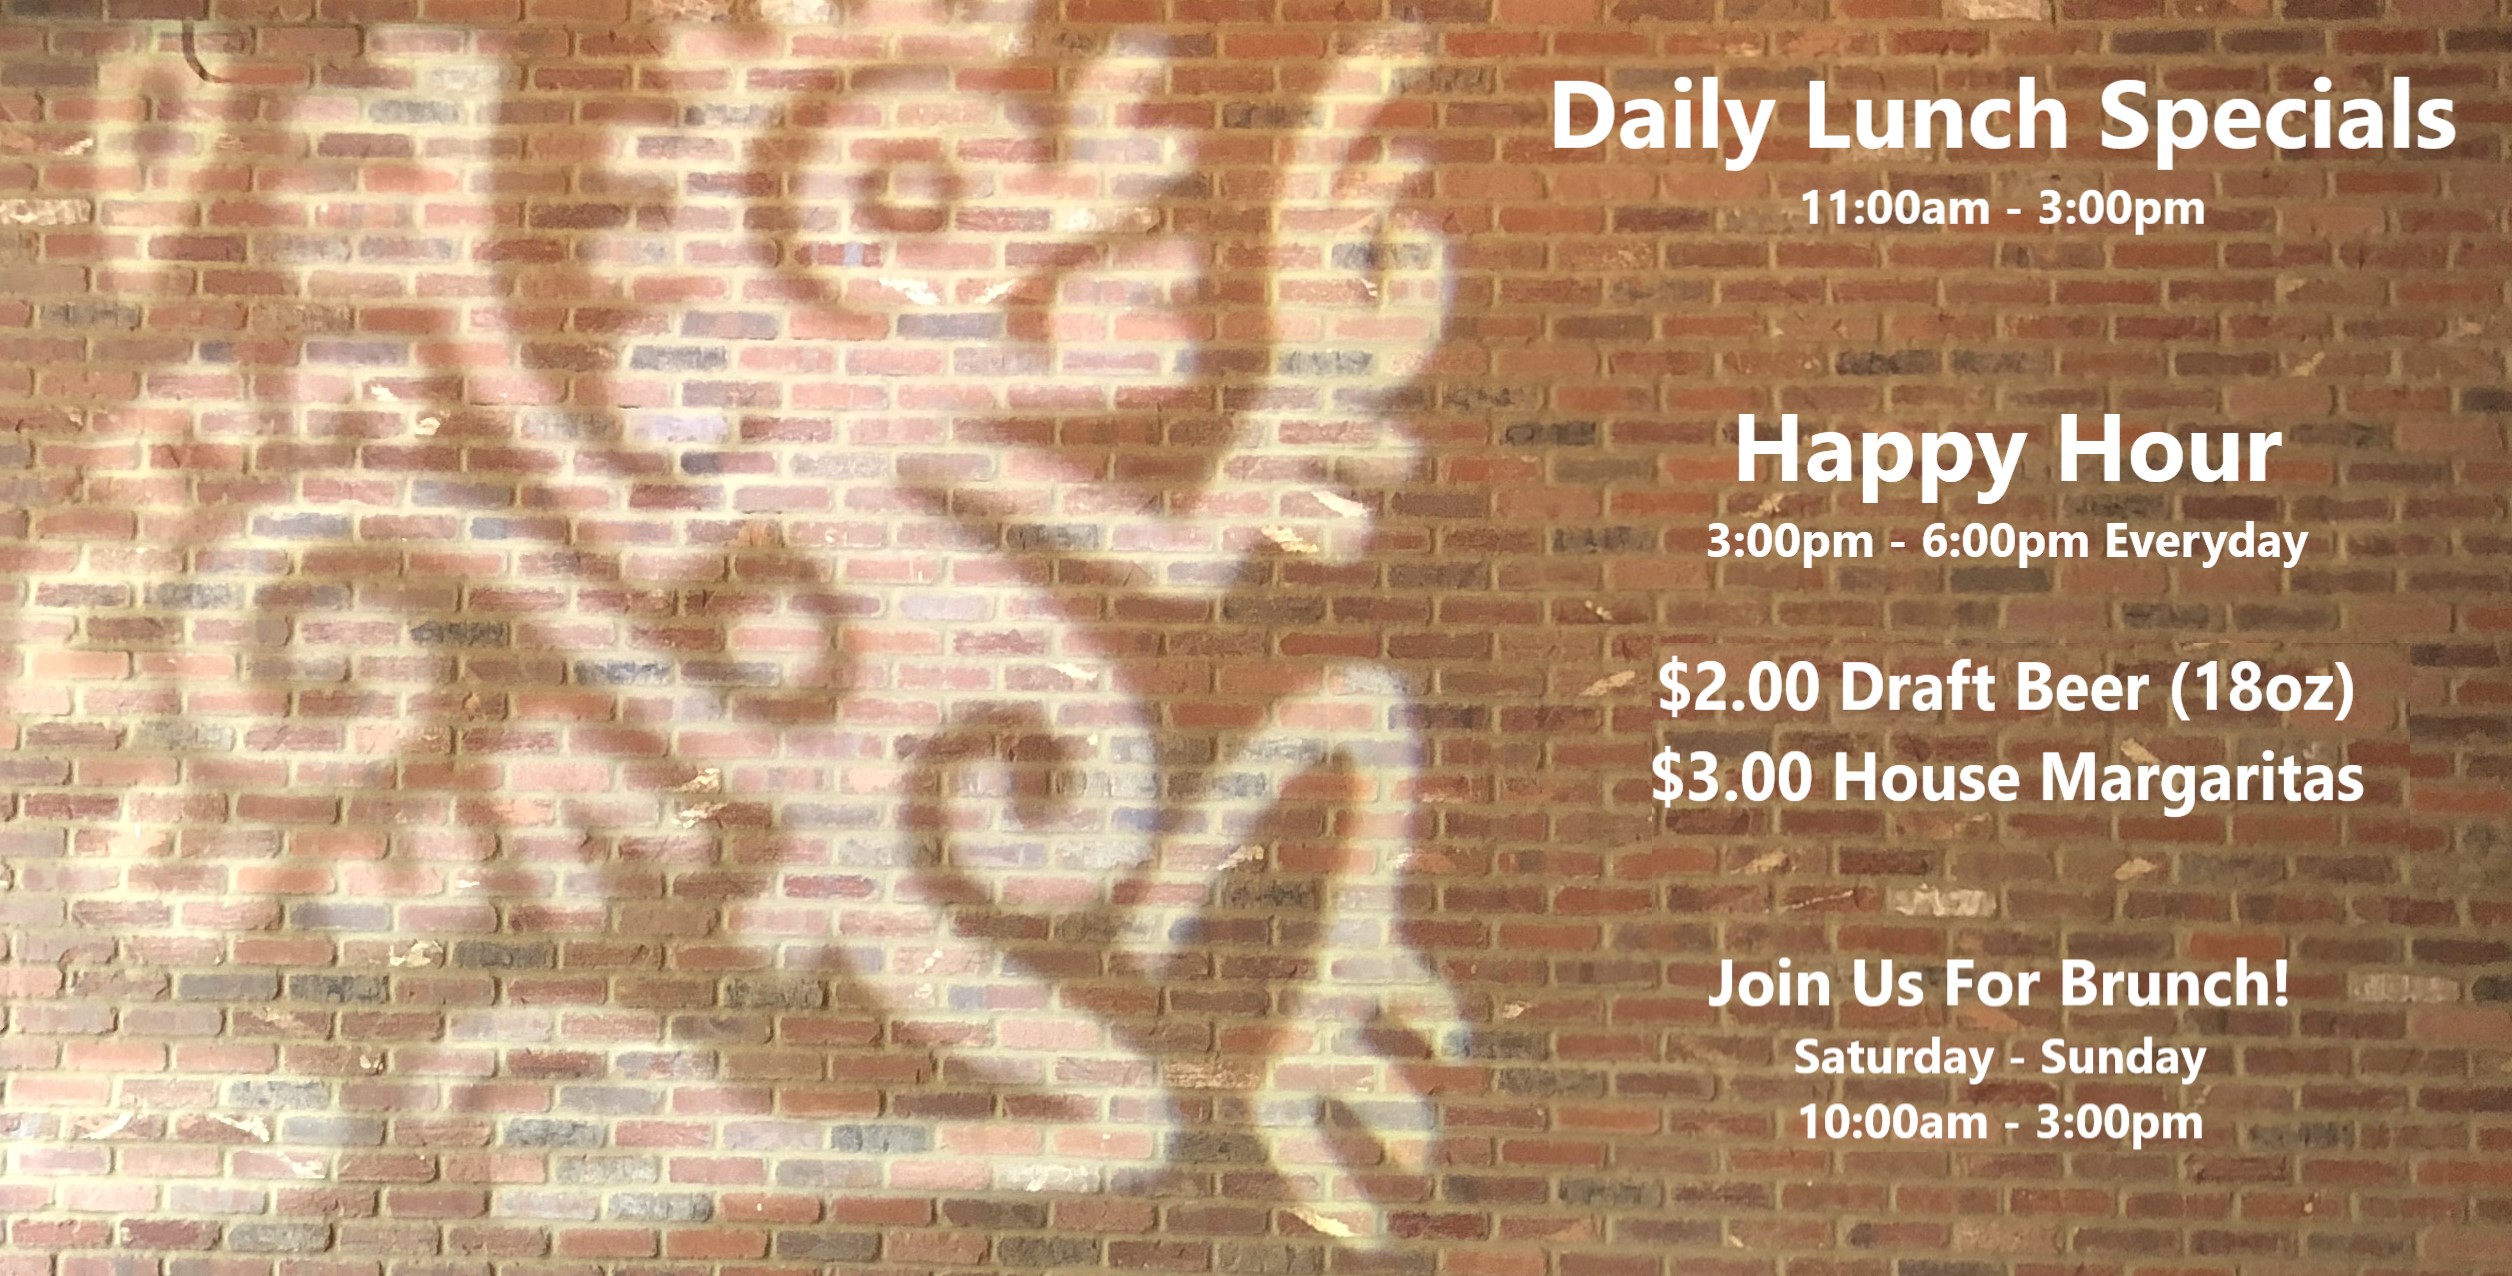 Daily Lunch Specials
11:00am - 3:00pm
Happy Hour
3:00pm - 6:00pm Everyday
$2.00 Draft Beer (18oz)
$3.00 House Margaritas
Join Us For Brunch!
Saturday - Sunday
10:00am - 3:00pm